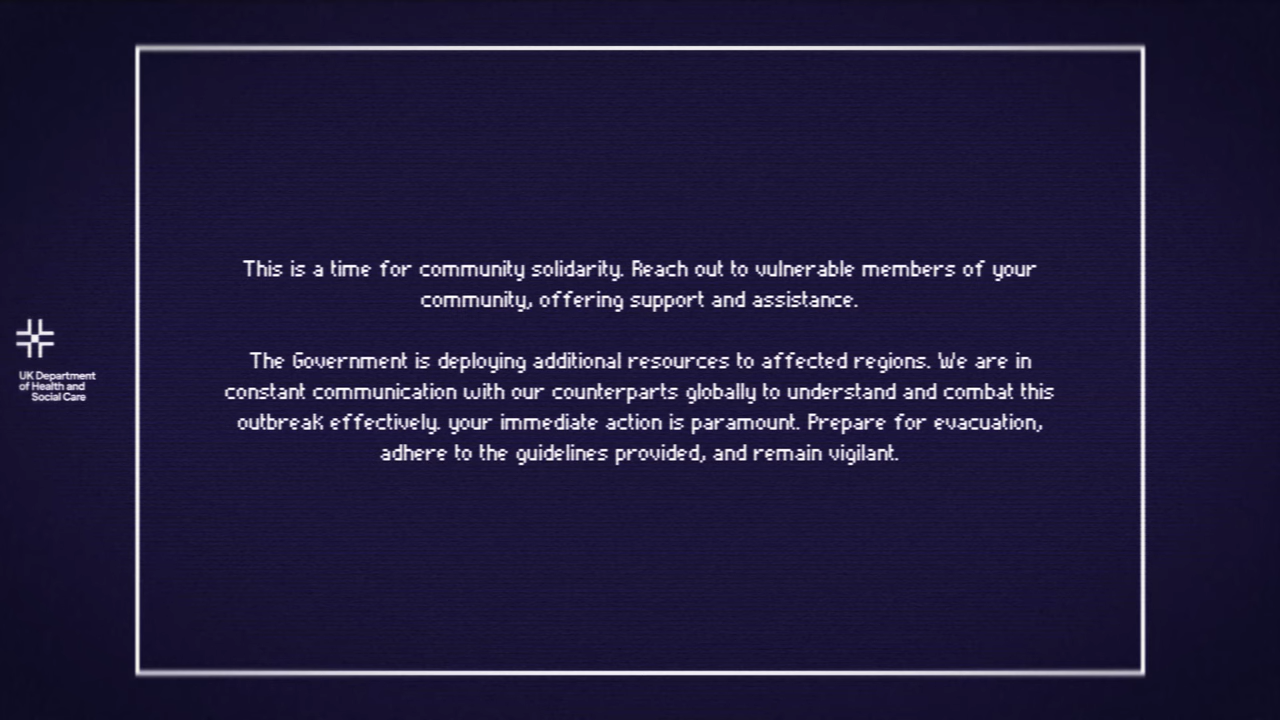 This is a time for community solidarity. Reach out to vulnerable members of your
community, offering support and assistance.
The Government is deploying additional resources to affected regions. We are in
constant communication with our counterparts globally to understand and combat this
outbreak effectively. your immediate action is paramount. Prepare for evacuation,
adhere to the guidelines provided, and remain vigilant.
UK Department
of Health and
Social Care